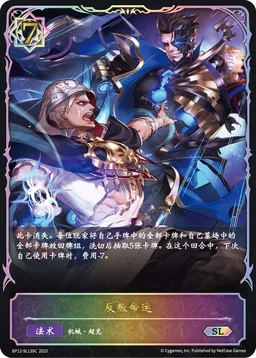 7
此卡消失。每位玩家将自己手牌中的全部卡牌和自己墓场中的
全部卡牌放回牌组，洗切后抽取5张卡牌。在这个回合中，下次
自己使用卡牌时，费用-7。
反叛命运
法术 机械·超克 SL
BP12-SL13SC 2025 © Cygames, Inc. Published by NetEase Games